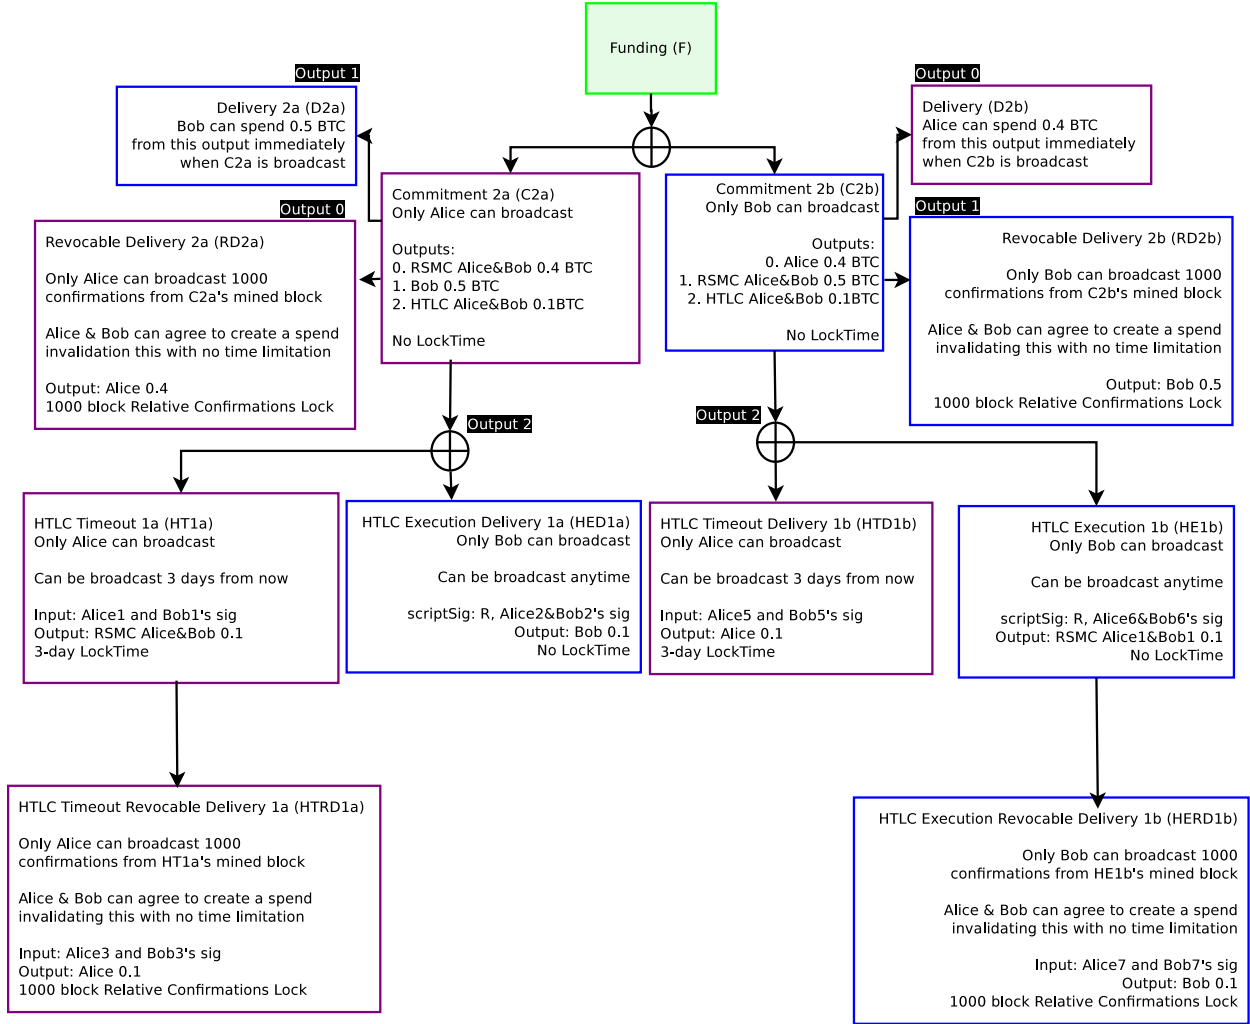 Funding (F)
Output 1
Delivery 2a (D2a)
Bob can spend 0.5 BTC
from this output immediately
when C2a is broadcast
Output 0
Delivery (D2b)
Alice can spend 0.4 BTC
from this output immediately
when C2b is broadcast
Commitment 2a (C2a)
Only Alice can broadcast
Outputs:
0. RSMC Alice&Bob 0.4 BTC
1. Bob 0.5 BTC
2. HTLC Alice&Bob 0.1BTC
No LockTime
Commitment 2b (C2b)
Only Bob can broadcast
Outputs:
0. Alice 0.4 BTC
1. RSMC Alice&Bob 0.5 BTC
2. HTLC Alice&Bob 0.1BTC
No LockTime
Output 0
Revocable Delivery 2a (RD2a)
Only Alice can broadcast 1000
confirmations from C2a's mined block
Alice & Bob can agree to create a spend
invalidation this with no time limitation
Output: Alice 0.4
1000 block Relative Confirmations Lock
Output 1
Revocable Delivery 2b (RD2b)
Only Bob can broadcast 1000
confirmations from C2b's mined block
Alice & Bob can agree to create a spend
invalidating this with no time limitation
Output: Bob 0.5
1000 block Relative Confirmations Lock
Output 2
Output 2
HTLC Timeout 1a (HT1a)
Only Alice can broadcast
Can be broadcast 3 days from now
Input: Alice1 and Bob1's sig
Output: RSMC Alice&Bob 0.1
3-day LockTime
HTLC Execution Delivery 1a (HED1a)
Only Bob can broadcast
Can be broadcast anytime
scriptSig: R, Alice2&Bob2's sig
Output: Bob 0.1
No LockTime
HTLC Timeout Delivery 1b (HTD1b)
Only Alice can broadcast
Can be broadcast 3 days from now
Input: Alice5 and Bob5's sig
Output: Alice 0.1
3-day LockTime
HTLC Execution 1b (HE1b)
Only Bob can broadcast
Can be broadcast anytime
scriptSig: R, Alice6&Bob6's sig
Output: RSMC Alice1&Bob1 0.1
No LockTime
HTLC Timeout Revocable Delivery 1a (HTRD1a)
Only Alice can broadcast 1000
confirmations from HT1a's mined block
Alice & Bob can agree to create a spend
invalidating this with no time limitation
Input: Alice3 and Bob3's sig
Output: Alice 0.1
1000 block Relative Confirmations Lock
HTLC Execution Revocable Delivery 1b (HERD1b)
Only Bob can broadcast 1000
confirmations from HE1b's mined block
Alice & Bob can agree to create a spend
invalidating this with no time limitation
Input: Alice7 and Bob7's sig
Output: Bob 0.1
1000 block Relative Confirmations Lock